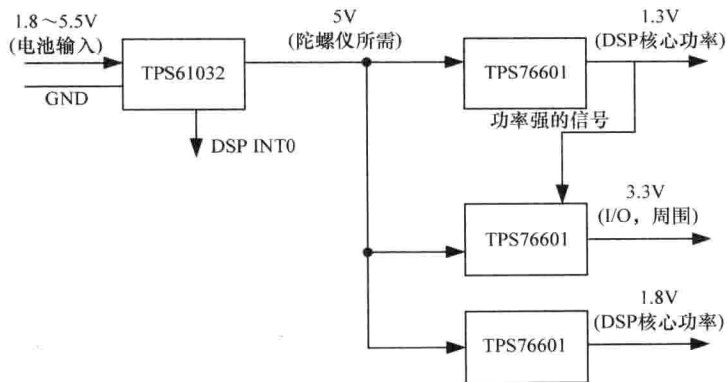 1.8～5.5V
(电池输入)
GND
TPS61032
DSP INT0
5V
(陀螺仪所需)
TPS76601
1.3V
(DSP核心功率)
功率强的信号
TPS76601
3.3V
(I/O，周围)
TPS76601
1.8V
(DSP核心功率)